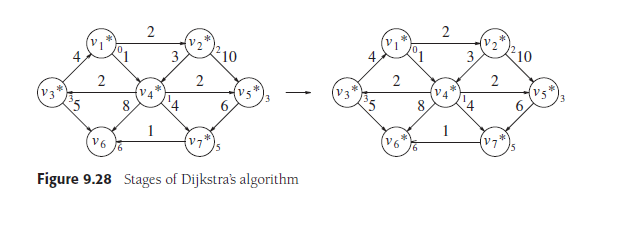 2 2
v1* v2* v1* v2*
4 0 1 3 2 10 4 0 1 3 2 10
2 2 2 2
v3* v4* v5* 3 v3* v4* v5* 3
3 5 8 1 4 6 3 5 8 1 4 6
1 1
v6 6 v7* 5 v6* 6 v7* 5
Figure 9.28 Stages of Dijkstra's algorithm